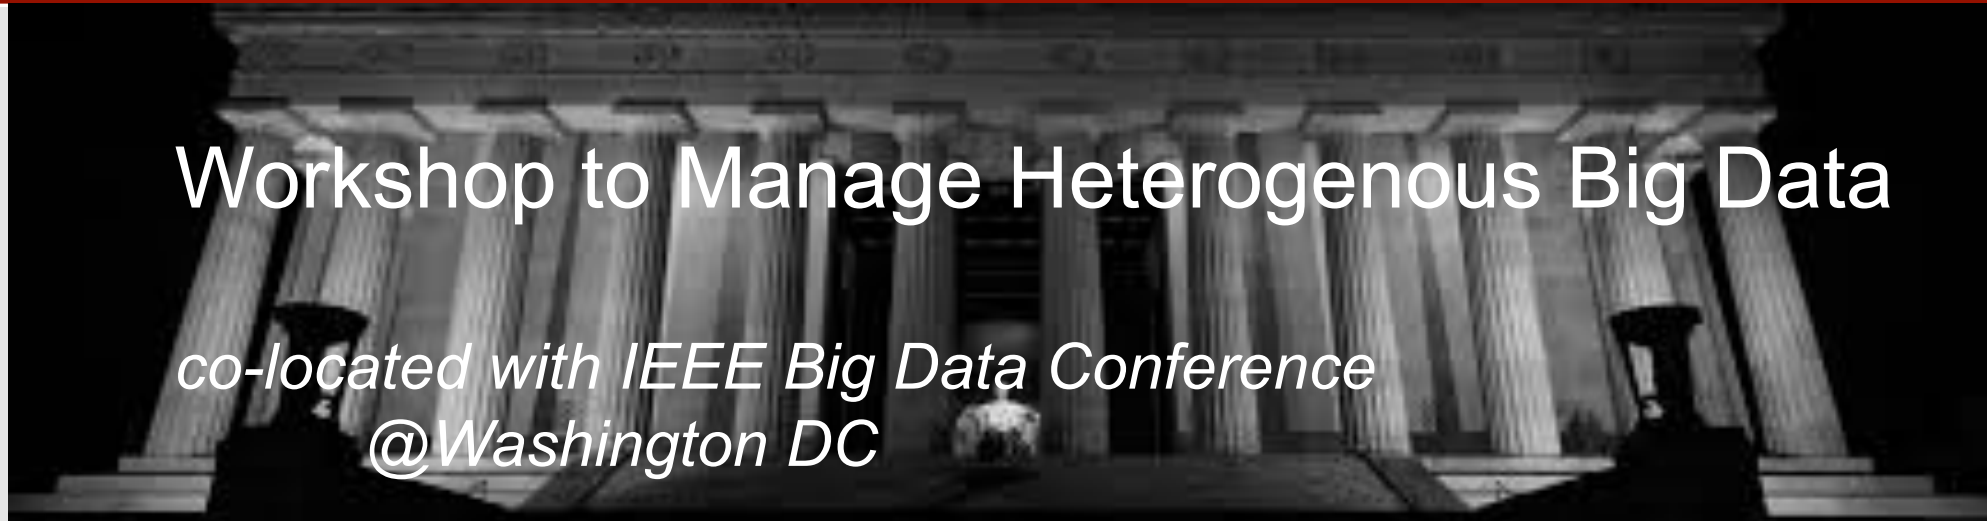 Workshop to Manage Heterogenous Big Data
co-located with IEEE Big Data Conference
@Washington DC